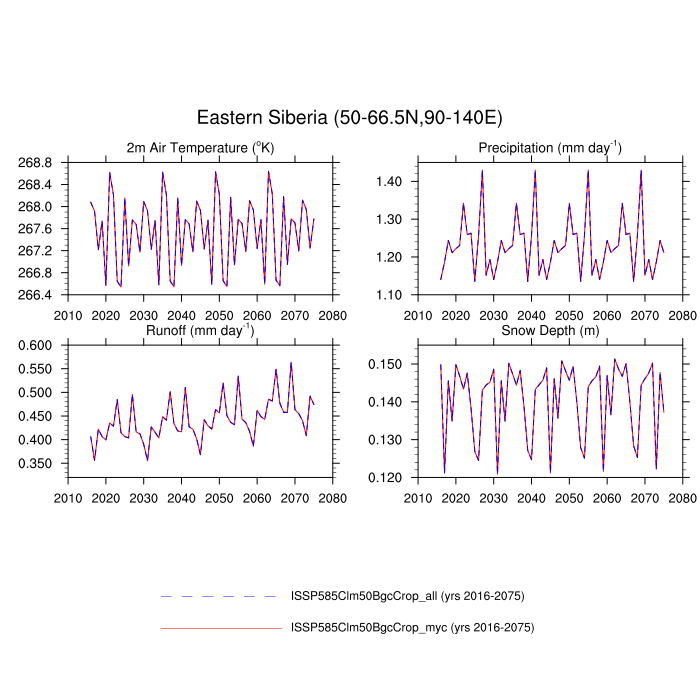 Eastern Siberia (50-66.5N,90-140E)
2m Air Temperature (°K)
Precipitation (mm day⁻¹)
268.8
268.4
268.0
267.6
267.2
266.8
266.4
1.40
1.30
1.20
1.10
2010 2020 2030 2040 2050 2060 2070 2080
2010 2020 2030 2040 2050 2060 2070 2080
Runoff (mm day⁻¹)
Snow Depth (m)
0.600
0.550
0.500
0.450
0.400
0.350
0.150
0.140
0.130
0.120
2010 2020 2030 2040 2050 2060 2070 2080
2010 2020 2030 2040 2050 2060 2070 2080
ISSP585Clm50BgcCrop_all (yrs 2016-2075)
ISSP585Clm50BgcCrop_myc (yrs 2016-2075)